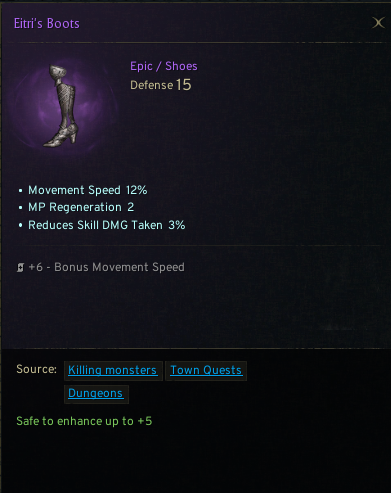 Eitri's Boots
Epic / Shoes
Defense 15
• Movement Speed 12%
• MP Regeneration 2
• Reduces Skill DMG Taken 3%
+6 - Bonus Movement Speed
Source: Killing monsters Town Quests
Dungeons
Safe to enhance up to +5